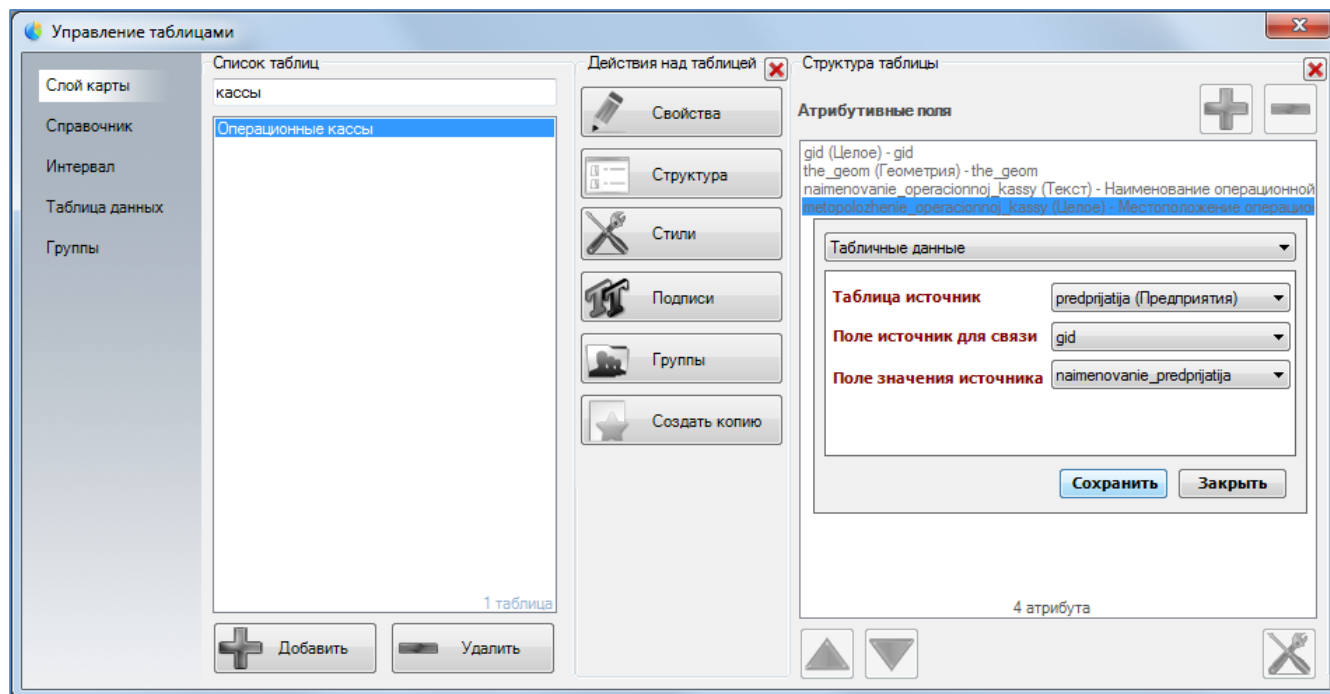 Управление таблицами
Слой карты
Справочник
Интервал
Таблица данных
Группы
Список таблиц
кассы
Операционные кассы
1 таблица
Добавить
Удалить
Действия над таблицей
Свойства
Структура
Стили
Подписи
Группы
Создать копию
Структура таблицы
Атрибутивные поля
gid (Целое) - gid
the_geom (Геометрия) - the_geom
naimenovanie_operacionnoj_kassy (Текст) - Наименование операционной
metopolozhenie_operacionnoj_kassy (Целое) - Местоположение операцио
Табличные данные
Таблица источник
predprijatija (Предприятия)
Поле источник для связи
gid
Поле значения источника
naimenovanie_predprijatija
Сохранить
Закрыть
4 атрибута